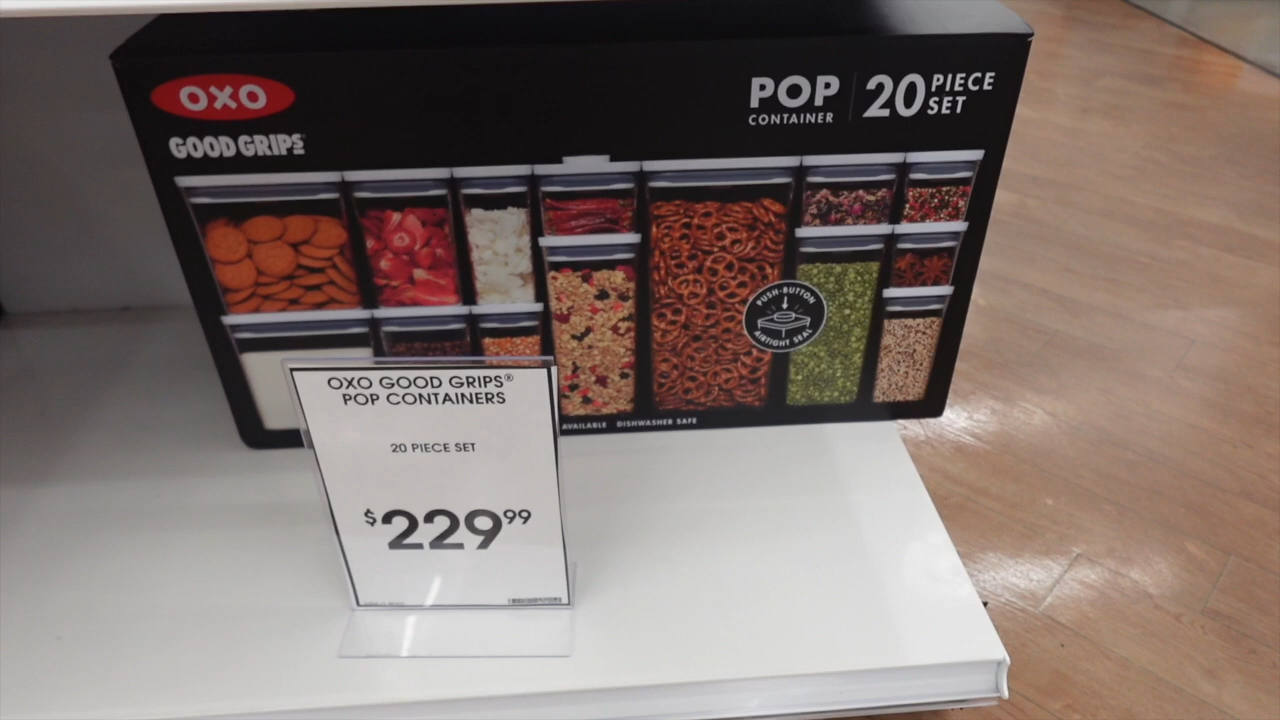 OXO
GOOD GRIPS
POP
CONTAINER
20 PIECE
SET
PUSH-BUTTON
AIRTIGHT SEAL
AVAILABLE DISHWASHER SAFE
OXO GOOD GRIPS®
POP CONTAINERS
20 PIECE SET
$229 99